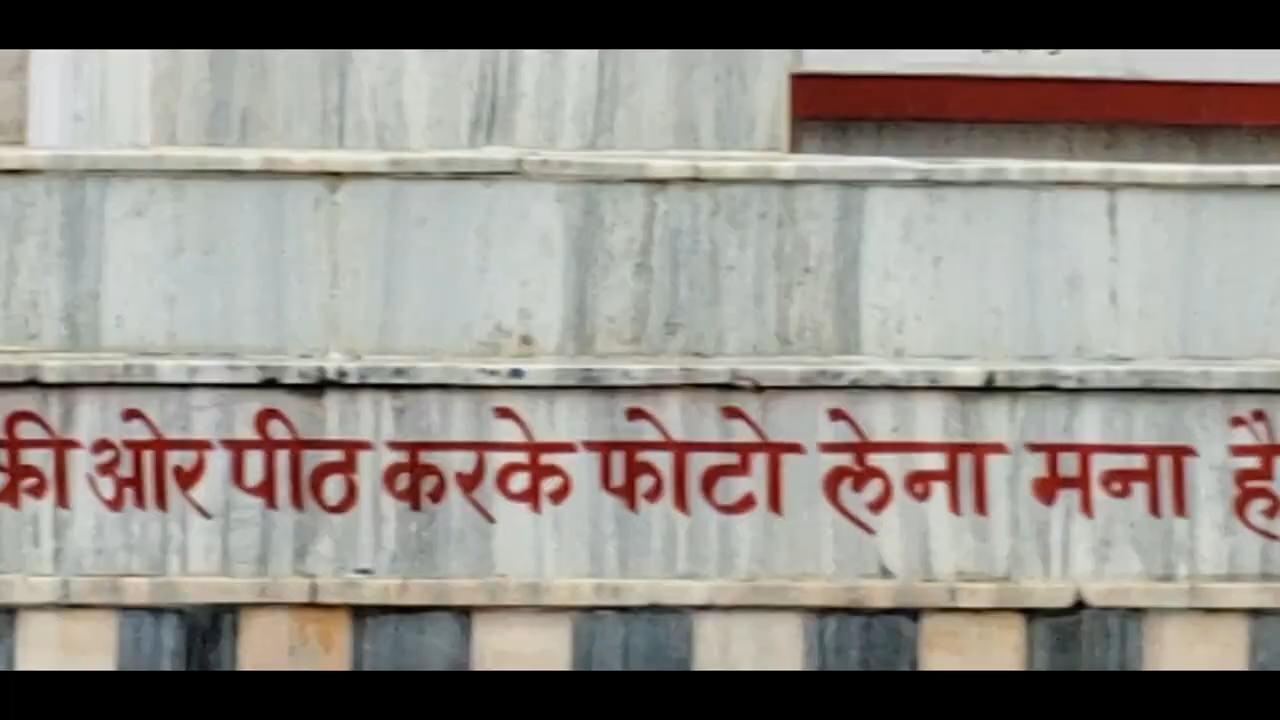 की ओर पीठ करके फोटो लेना मना है